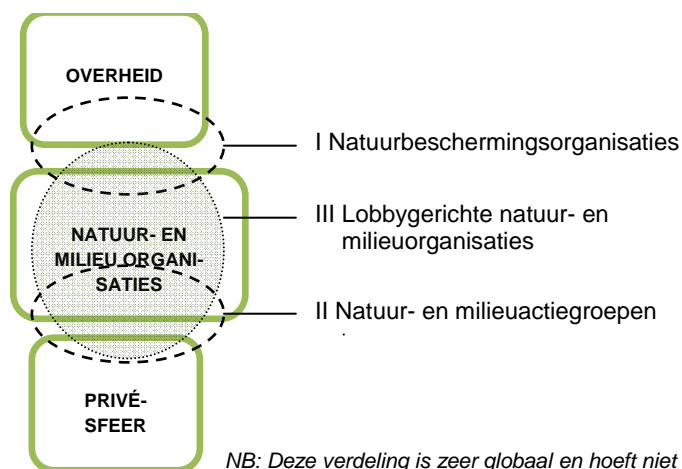 OVERHEID
I Natuurbeschermingsorganisaties
III Lobbygerichte natuur- en
milieuorganisaties
NATUUR- EN
MILIEU ORGANI-
SATIES
II Natuur- en milieuactiegroepen
.
PRIVÉ-
SFEER
NB: Deze verdeling is zeer globaal en hoeft niet